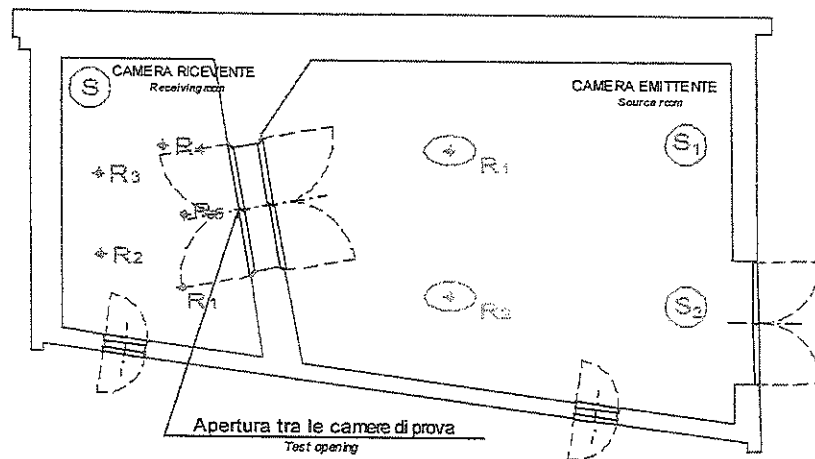 CAMERA RICEVENTE
Receiving room
S
CAMERA EMITTENTE
Source room
S1
R4
R3
R1
R5
R2
R1
R2
S2
Apertura tra le camere di prova
Test opening